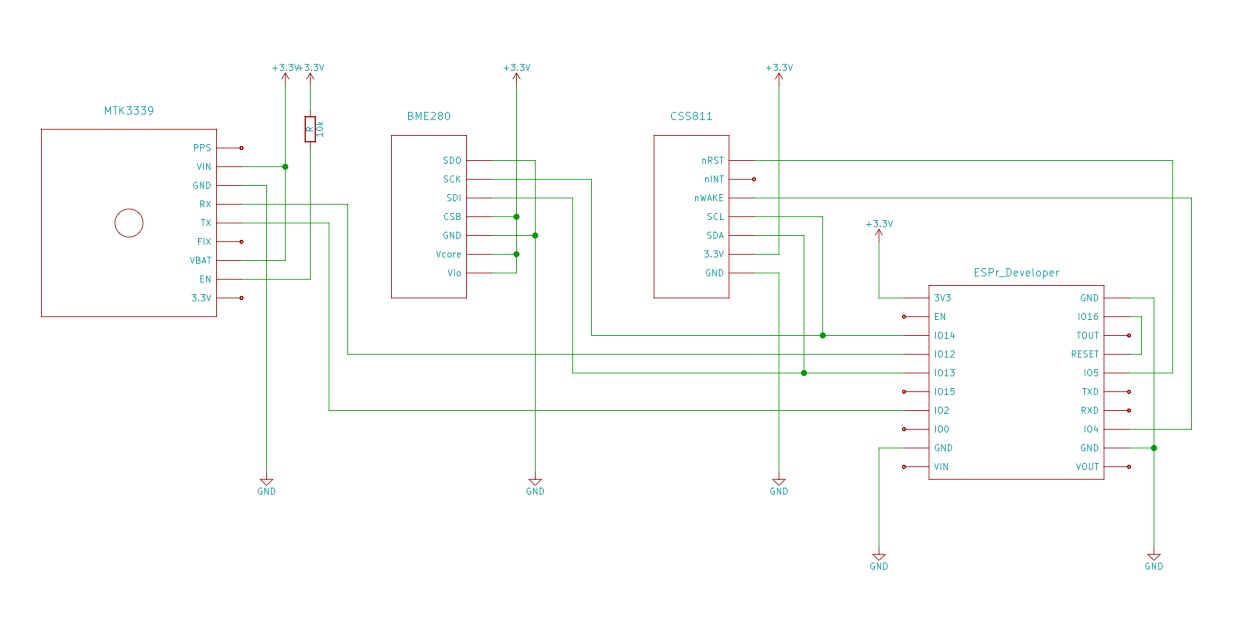 +3.3V
+3.3V
+3.3V
+3.3V
MTK3339
R
10k
PPS
VIN
GND
RX
TX
FIX
VBAT
EN
3.3V
GND
BME280
SDO
SCK
SDI
CSB
GND
Vcore
Vio
GND
CSS811
nRST
nINT
nWAKE
SCL
SDA
3.3V
GND
GND
+3.3V
ESPr_Developer
3V3
EN
IO14
IO12
IO13
IO15
IO2
IO0
GND
VIN
GND
IO16
TOUT
RESET
IO5
TXD
RXD
IO4
GND
VOUT
GND
GND